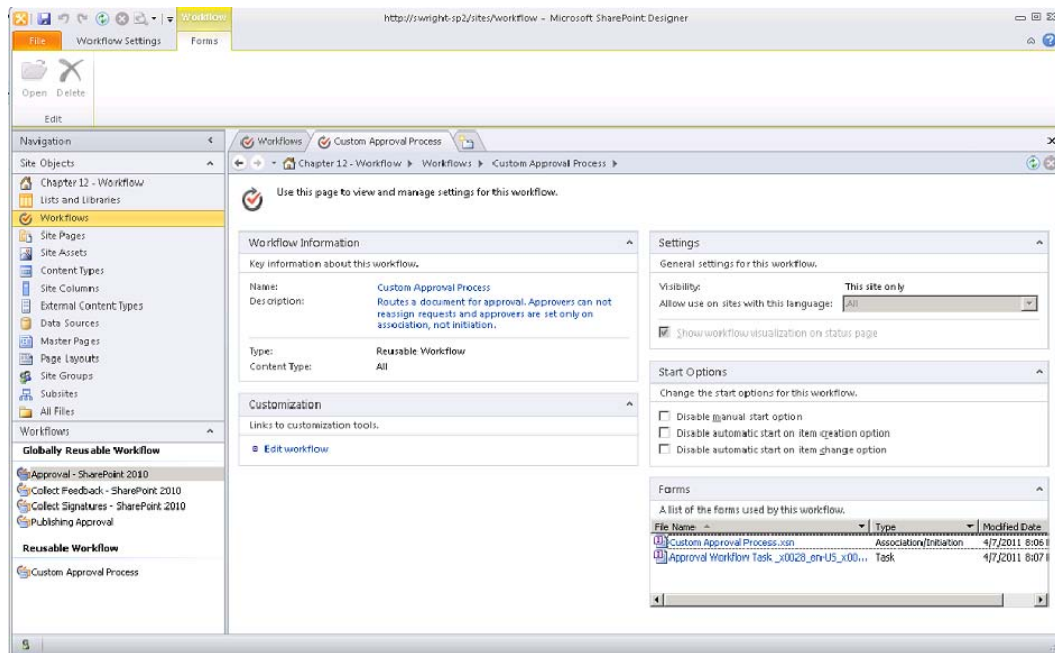 Workflow
http://swright-sp2/sites/workflow - Microsoft SharePoint Designer
File
Workflow Settings
Forms
Open
Delete
Edit
Navigation
Site Objects
Chapter 12 - Workflow
Lists and Libraries
Workflows
Site Pages
Site Assets
Content Types
Site Columns
External Content Types
Data Sources
Master Pages
Page Layouts
Site Groups
Subsites
All Files
Workflows
Globally Reusable Workflow
Approval - SharePoint 2010
Collect Feedback - SharePoint 2010
Collect Signatures - SharePoint 2010
Publishing Approval
Reusable Workflow
Custom Approval Process
Workflows
Custom Approval Process
Chapter 12 - Workflow
Workflows
Custom Approval Process
Use this page to view and manage settings for this workflow.
Workflow Information
Key information about this workflow.
Name: Custom Approval Process
Description: Routes a document for approval. Approvers can not
reassign requests and approvers are set only on
association, not initiation.
Type: Reusable Workflow
Content Type: All
Customization
Links to customization tools.
Edit workflow
Settings
General settings for this workflow.
Visibility: This site only
Allow use on sites with this language: All
Show workflow visualization on status page
Start Options
Change the start options for this workflow.
Disable manual start option
Disable automatic start on item creation option
Disable automatic start on item change option
Forms
A list of the forms used by this workflow.
File Name Type Modified Date
Custom Approval Process.xsn Association/Initiation 4/7/2011 8:06
Approval Workflow Task _x0028_en-US_x00... Task 4/7/2011 8:07